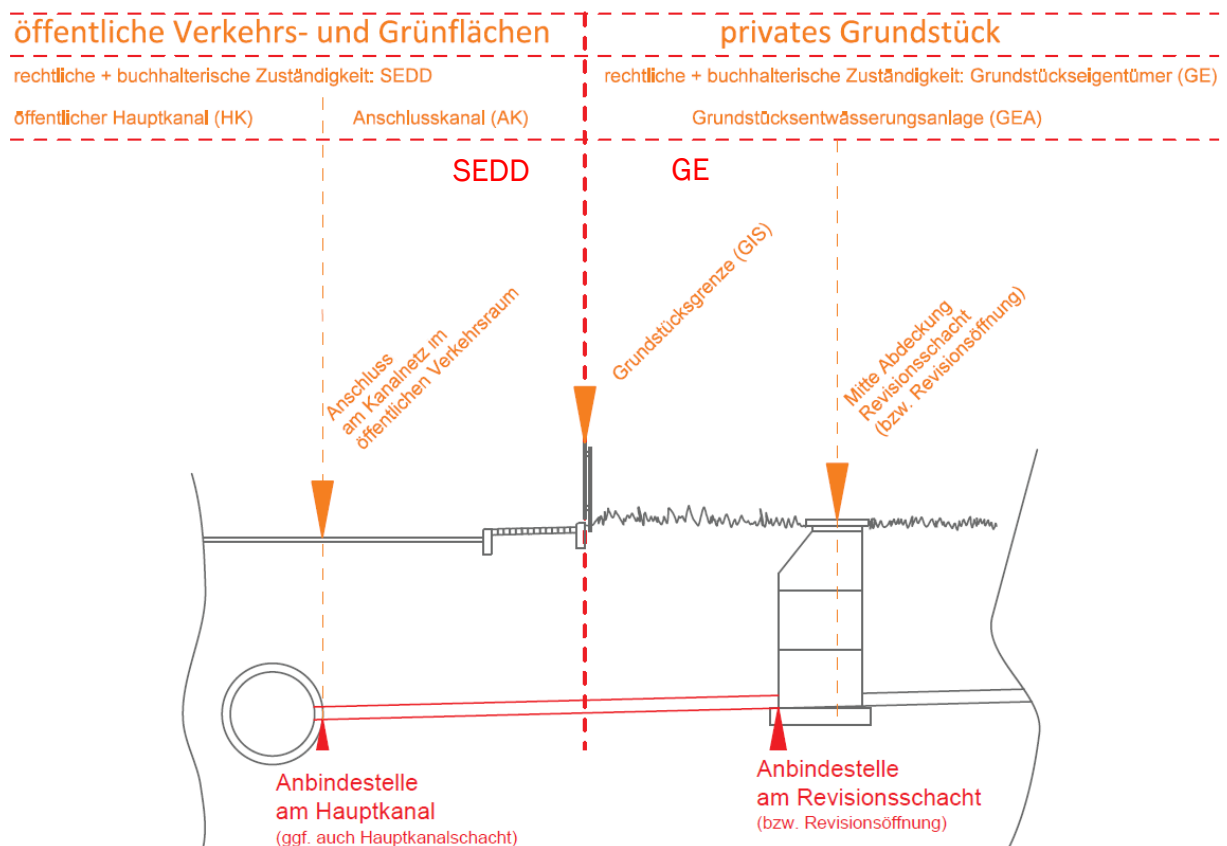 öffentliche Verkehrs- und Grünflächen
privates Grundstück
rechtliche + buchhalterische Zuständigkeit: SEDD
rechtliche + buchhalterische Zuständigkeit: Grundstückseigentümer (GE)
öffentlicher Hauptkanal (HK)
Anschlusskanal (AK)
Grundstücksentwässerungsanlage (GEA)
SEDD
GE
Anschluss
am Kanalnetz im
öffentlichen Verkehrsraum
Grundstücksgrenze (GIS)
Mitte Abdeckung
Revisionsschacht
(bzw. Revisionsöffnung)
Anbindestelle
am Hauptkanal
(ggf. auch Hauptkanalschacht)
Anbindestelle
am Revisionsschacht
(bzw. Revisionsöffnung)